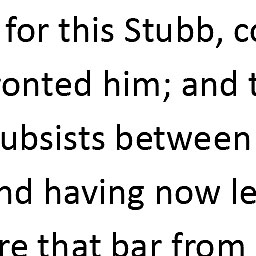 for this Stubb, co
ronted him; and t
ubsists between
nd having now le
re that bar from